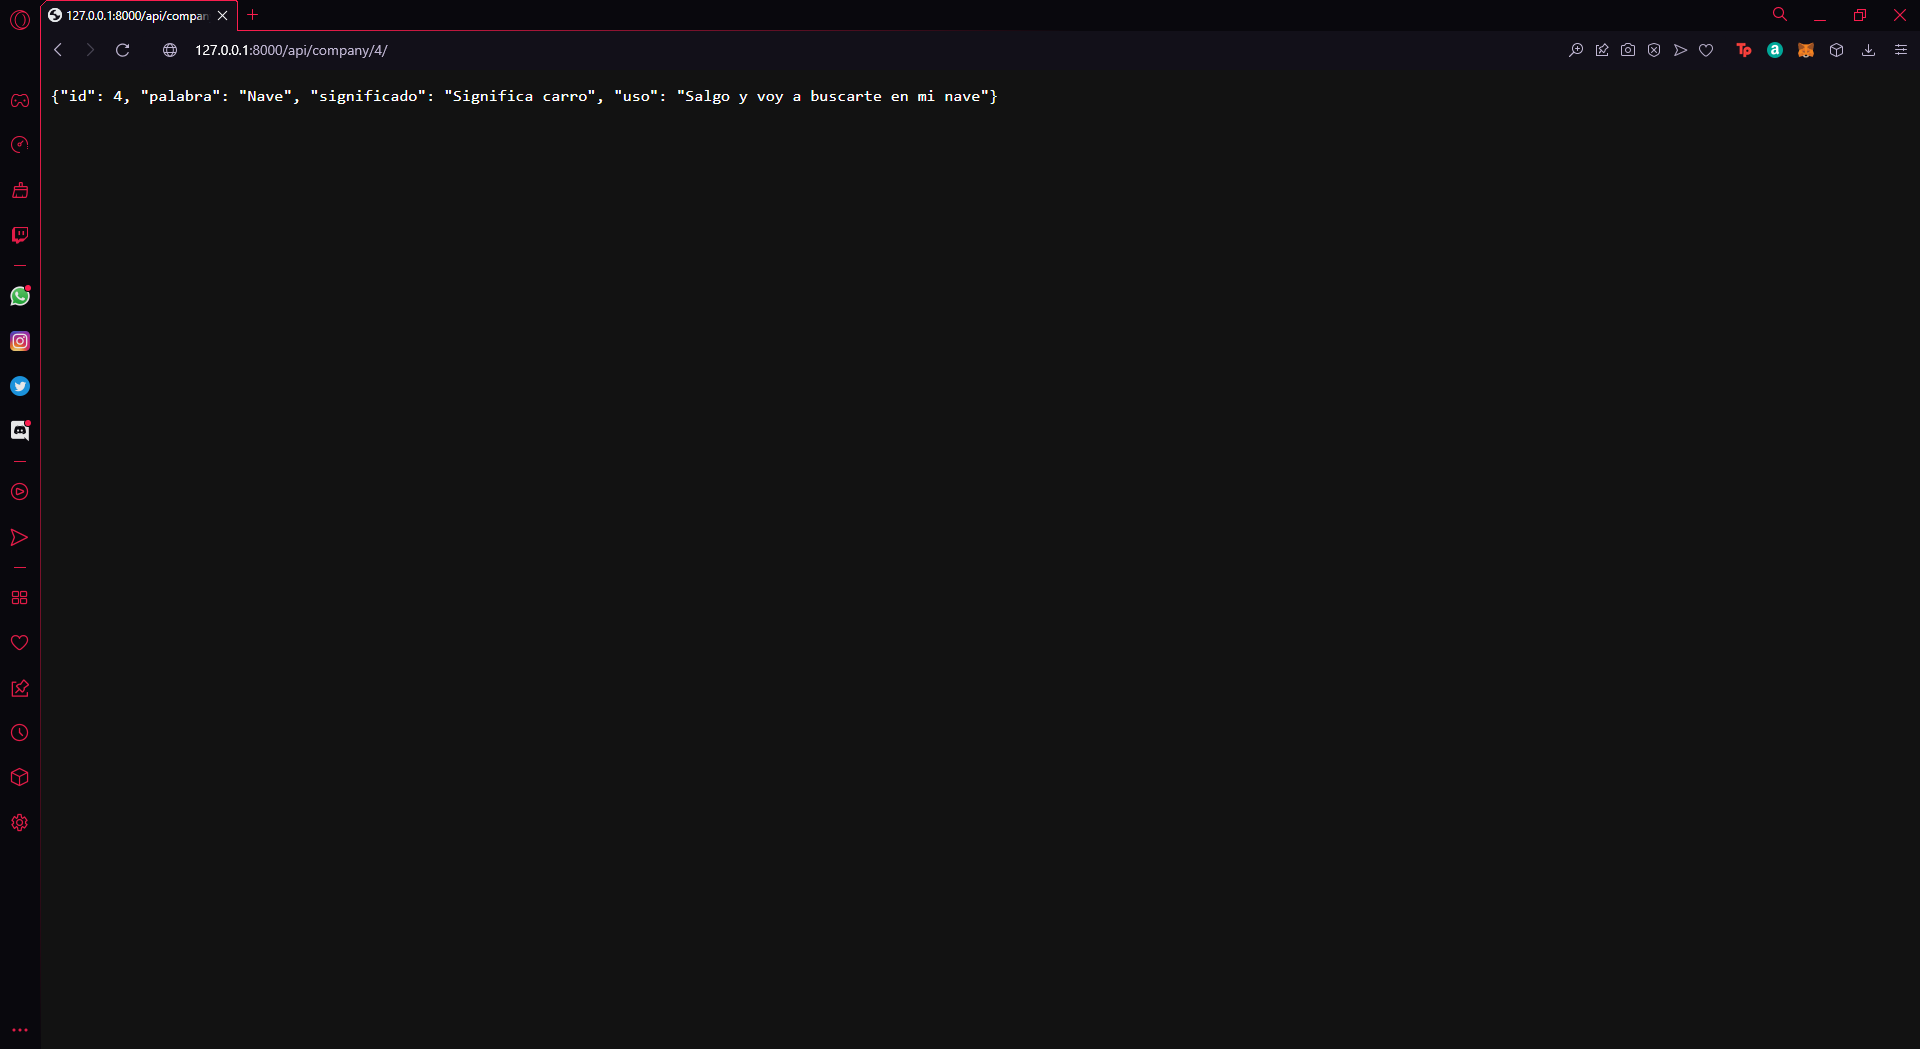 127.0.0.1:8000/api/compan
127.0.0.1:8000/api/company/4/
Tp
a
{"id": 4, "palabra": "Nave", "significado": "Significa carro", "uso": "Salgo y voy a buscarte en mi nave"}